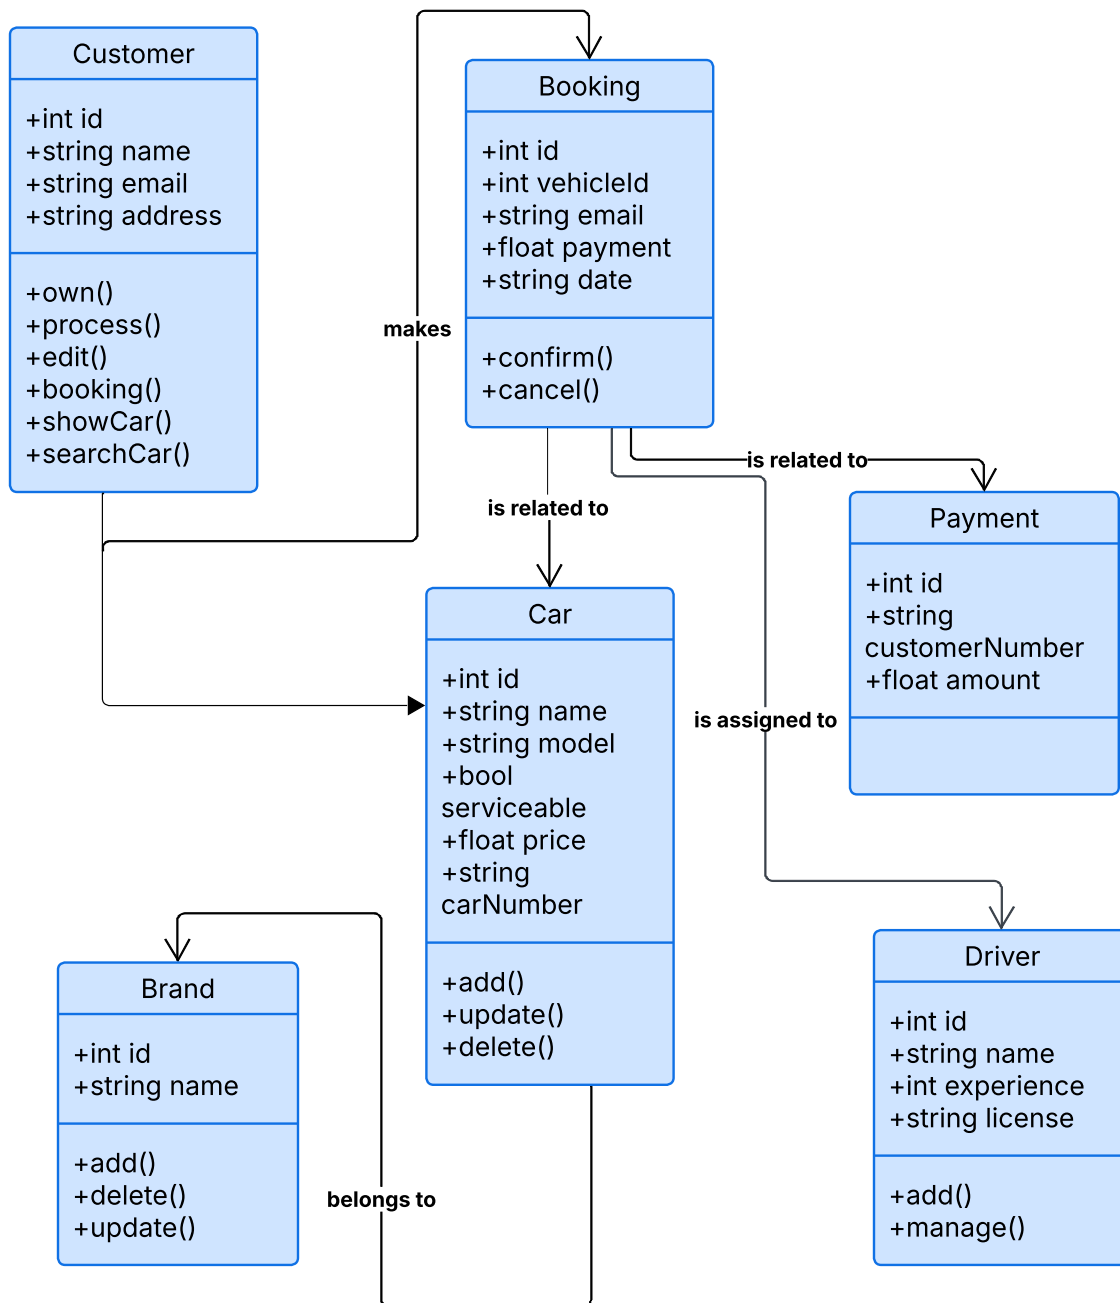 Customer
+int id
+string name
+string email
+string address
+own()
+process()
+edit()
+booking()
+showCar()
+searchCar()
makes
Booking
+int id
+int vehicleId
+string email
+float payment
+string date
+confirm()
+cancel()
is related to
is related to
Payment
+int id
+string
customerNumber
+float amount
Car
+int id
+string name
+string model
+bool
serviceable
+float price
+string
carNumber
+add()
+update()
+delete()
is assigned to
Brand
+int id
+string name
+add()
+delete()
+update()
belongs to
Driver
+int id
+string name
+int experience
+string license
+add()
+manage()